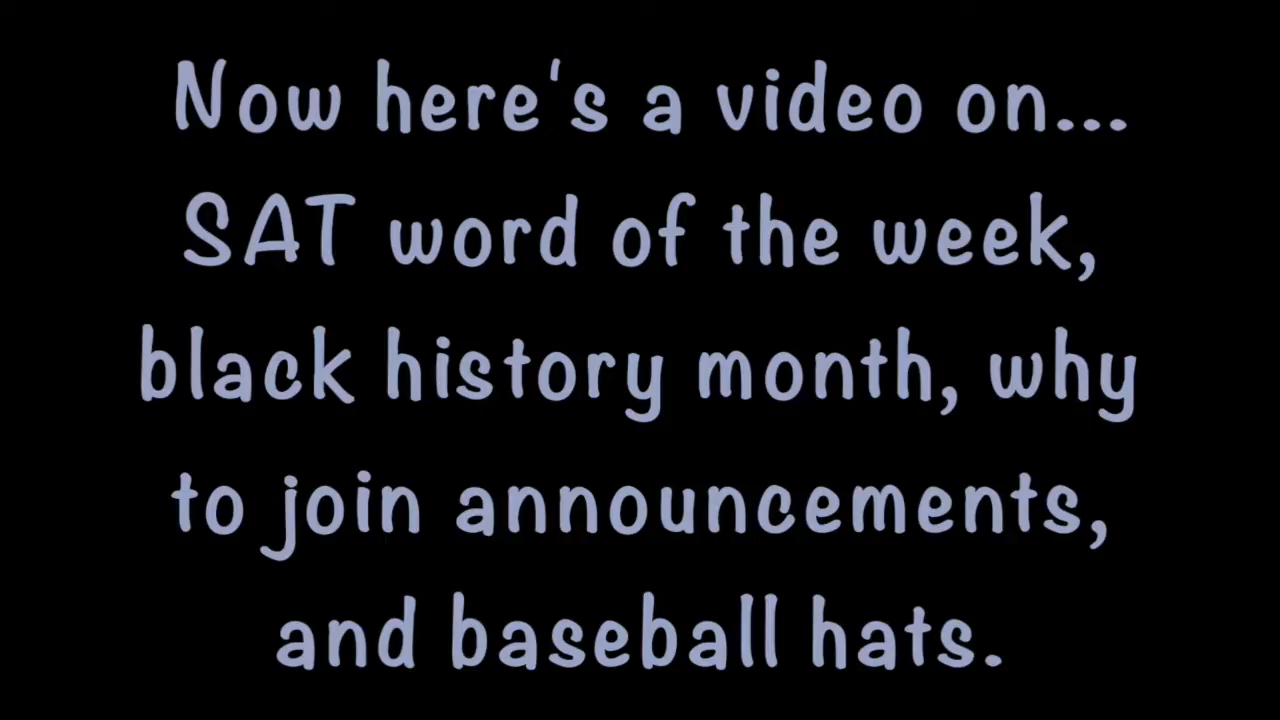 Now here's a video on...
SAT word of the week,
black history month, why
to join announcements,
and baseball hats.